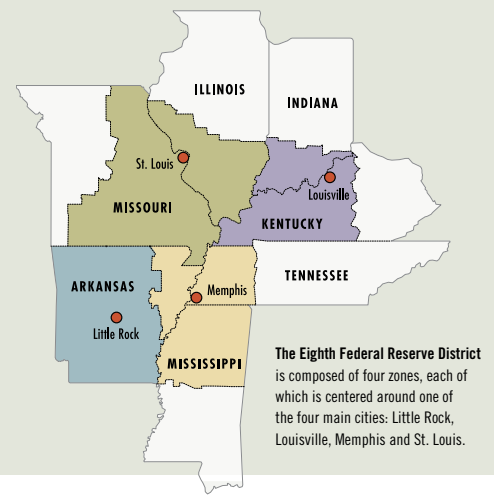 ILLINOIS
INDIANA
St. Louis
Louisville
MISSOURI
KENTUCKY
TENNESSEE
ARKANSAS
Memphis
Little Rock
MISSISSIPPI
The Eighth Federal Reserve District
is composed of four zones, each of
which is centered around one of
the four main cities: Little Rock,
Louisville, Memphis and St. Louis.